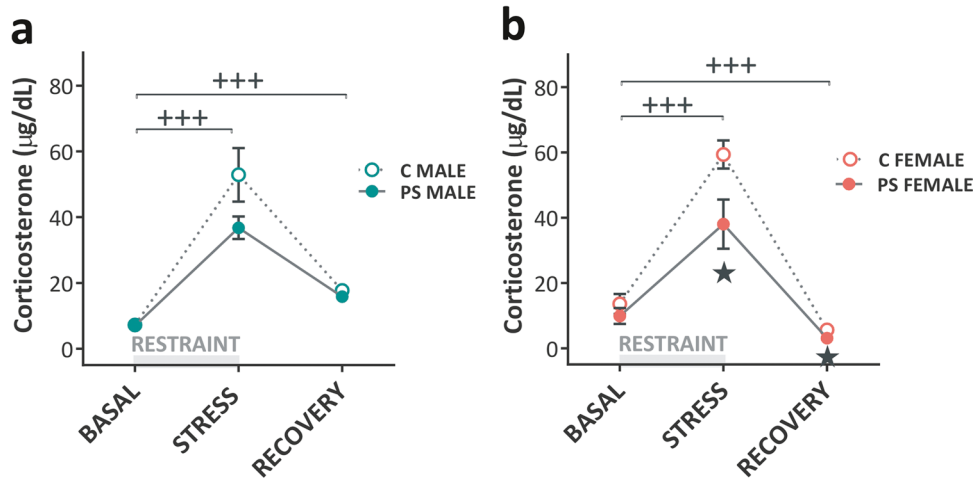 a
Corticosterone (µg/dL)
80
60
40
20
0
+++
+++
C MALE
PS MALE
RESTRAINT
BASAL
STRESS
RECOVERY
b
Corticosterone (µg/dL)
80
60
40
20
0
+++
+++
C FEMALE
PS FEMALE
RESTRAINT
BASAL
STRESS
RECOVERY